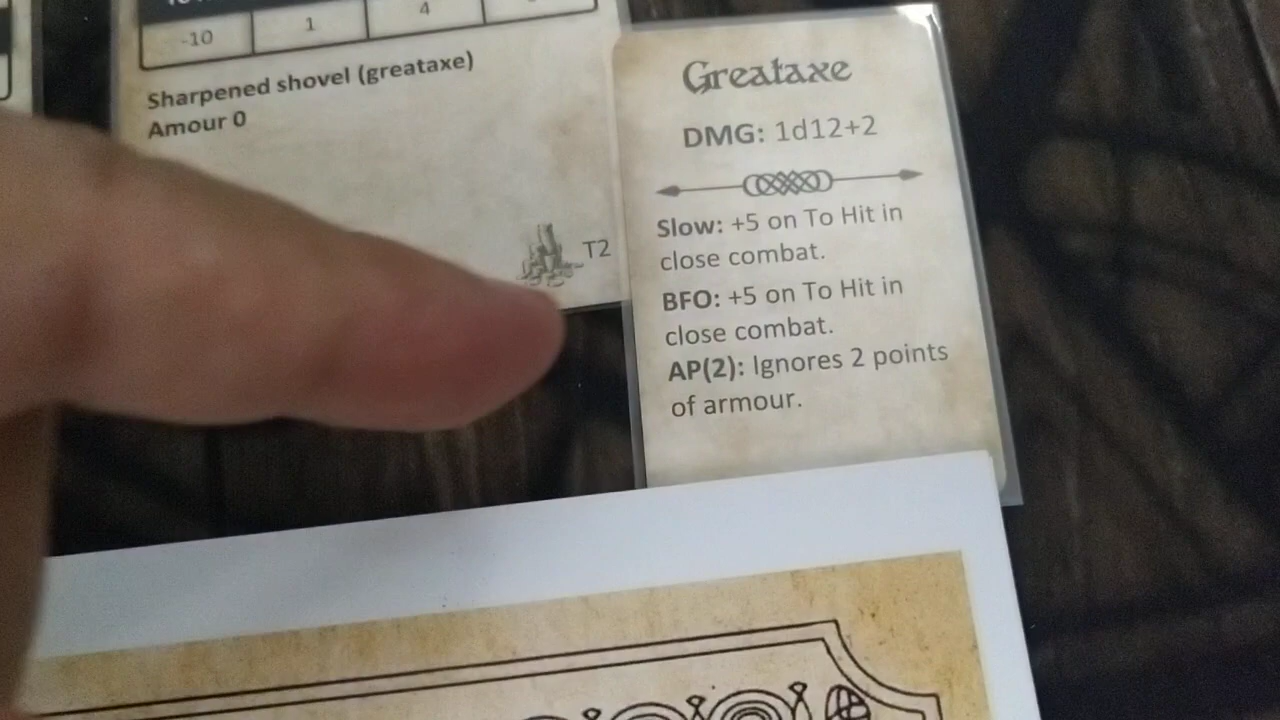 -10 1 4
Sharpened shovel (greataxe)
Amour 0
T2
Greataxe
DMG: 1d12+2
Slow: +5 on To Hit in
close combat.
BFO: +5 on To Hit in
close combat.
AP(2): Ignores 2 points
of armour.